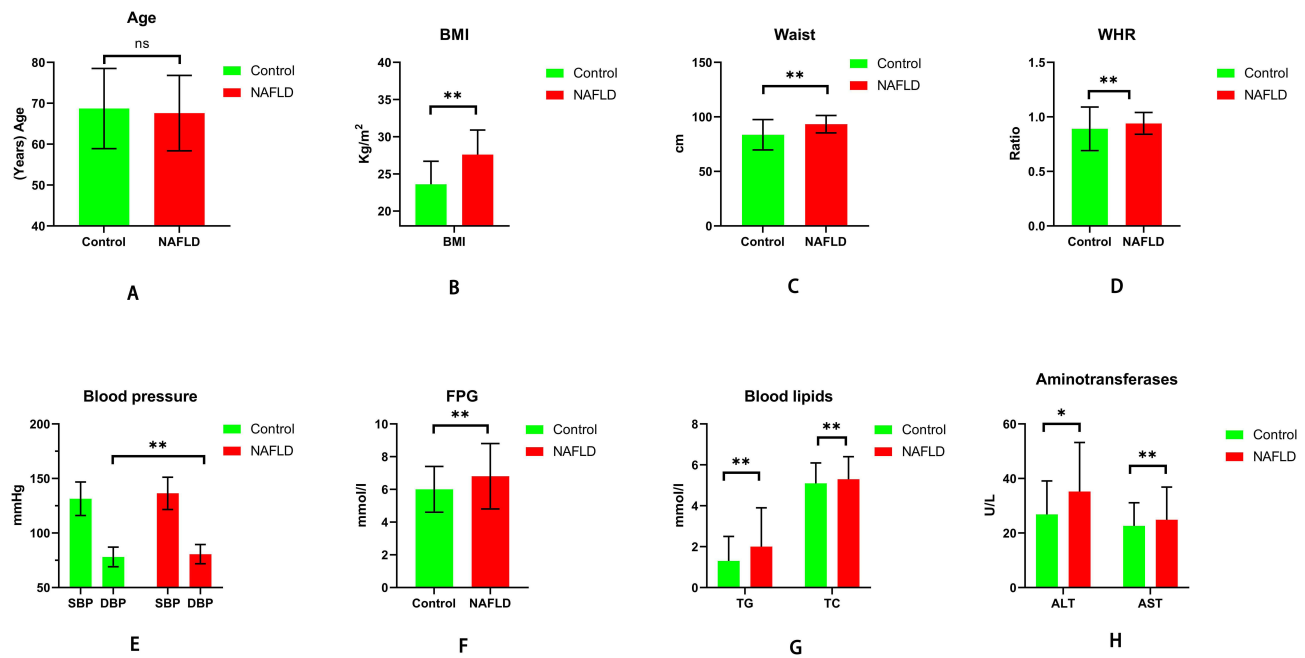 Age
ns
80
70
60
50
40
(Years) Age
Control
NAFLD
Control
NAFLD
A
BMI
**
40
35
30
25
20
Kg/m²
BMI
Control
NAFLD
B
Waist
**
150
100
50
0
cm
Control
NAFLD
Control
NAFLD
C
WHR
**
1.5
1.0
0.5
0.0
Ratio
Control
NAFLD
Control
NAFLD
D
Blood pressure
**
200
150
100
50
mmHg
SBP DBP SBP DBP
Control
NAFLD
E
FPG
**
10
8
6
4
2
0
mmol/l
Control
NAFLD
Control
NAFLD
F
Blood lipids
**
**
8
6
4
2
0
mmol/l
TG
TC
Control
NAFLD
G
Aminotransferases
*
**
60
40
20
0
U/L
ALT
AST
Control
NAFLD
H